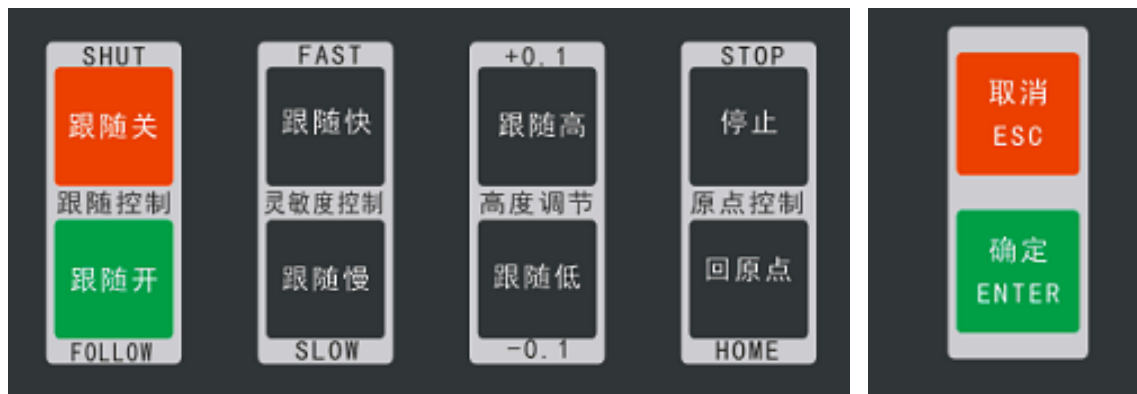 SHUT
跟随关
跟随控制
跟随开
FOLLOW
FAST
跟随快
灵敏度控制
跟随慢
SLOW
+0.1
跟随高
高度调节
跟随低
-0.1
STOP
停止
原点控制
回原点
HOME
取消
ESC
确定
ENTER